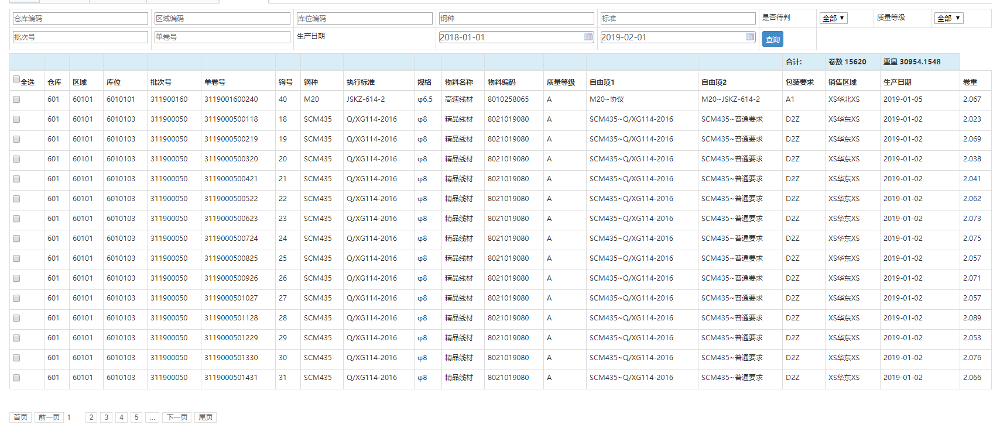 仓库编码 区域编码 库位编码 钢种 标准 是否待判 全部 质量等级 全部
批次号 单卷号 生产日期 2018-01-01 2019-02-01 查询
合计: 卷数 15620 重量 30954.1548
全选 仓库 区域 库位 批次号 单卷号 钩号 钢种 执行标准 规格 物料名称 物料编码 质量等级 自由项1 自由项2 包装要求 销售区域 生产日期 卷重
601 60101 6010101 311900160 3119001600240 40 M20 JSKZ-614-2 φ6.5 高速线材 8010258065 A M20~协议 M20~JSKZ-614-2 A1 XS华北XS 2019-01-05 2.067
601 60101 6010103 311900050 3119000500118 18 SCM435 Q/XG114-2016 φ8 精品线材 8021019080 A SCM435~Q/XG114-2016 SCM435~普通要求 D2Z XS华东XS 2019-01-02 2.023
601 60101 6010103 311900050 3119000500219 19 SCM435 Q/XG114-2016 φ8 精品线材 8021019080 A SCM435~Q/XG114-2016 SCM435~普通要求 D2Z XS华东XS 2019-01-02 2.069
601 60101 6010103 311900050 3119000500320 20 SCM435 Q/XG114-2016 φ8 精品线材 8021019080 A SCM435~Q/XG114-2016 SCM435~普通要求 D2Z XS华东XS 2019-01-02 2.038
601 60101 6010103 311900050 3119000500421 21 SCM435 Q/XG114-2016 φ8 精品线材 8021019080 A SCM435~Q/XG114-2016 SCM435~普通要求 D2Z XS华东XS 2019-01-02 2.041
601 60101 6010103 311900050 3119000500522 22 SCM435 Q/XG114-2016 φ8 精品线材 8021019080 A SCM435~Q/XG114-2016 SCM435~普通要求 D2Z XS华东XS 2019-01-02 2.062
601 60101 6010103 311900050 3119000500623 23 SCM435 Q/XG114-2016 φ8 精品线材 8021019080 A SCM435~Q/XG114-2016 SCM435~普通要求 D2Z XS华东XS 2019-01-02 2.073
601 60101 6010103 311900050 3119000500724 24 SCM435 Q/XG114-2016 φ8 精品线材 8021019080 A SCM435~Q/XG114-2016 SCM435~普通要求 D2Z XS华东XS 2019-01-02 2.075
601 60101 6010103 311900050 3119000500825 25 SCM435 Q/XG114-2016 φ8 精品线材 8021019080 A SCM435~Q/XG114-2016 SCM435~普通要求 D2Z XS华东XS 2019-01-02 2.057
601 60101 6010103 311900050 3119000500926 26 SCM435 Q/XG114-2016 φ8 精品线材 8021019080 A SCM435~Q/XG114-2016 SCM435~普通要求 D2Z XS华东XS 2019-01-02 2.071
601 60101 6010103 311900050 3119000501027 27 SCM435 Q/XG114-2016 φ8 精品线材 8021019080 A SCM435~Q/XG114-2016 SCM435~普通要求 D2Z XS华东XS 2019-01-02 2.057
601 60101 6010103 311900050 3119000501128 28 SCM435 Q/XG114-2016 φ8 精品线材 8021019080 A SCM435~Q/XG114-2016 SCM435~普通要求 D2Z XS华东XS 2019-01-02 2.089
601 60101 6010103 311900050 3119000501229 29 SCM435 Q/XG114-2016 φ8 精品线材 8021019080 A SCM435~Q/XG114-2016 SCM435~普通要求 D2Z XS华东XS 2019-01-02 2.053
601 60101 6010103 311900050 3119000501330 30 SCM435 Q/XG114-2016 φ8 精品线材 8021019080 A SCM435~Q/XG114-2016 SCM435~普通要求 D2Z XS华东XS 2019-01-02 2.076
601 60101 6010103 311900050 3119000501431 31 SCM435 Q/XG114-2016 φ8 精品线材 8021019080 A SCM435~Q/XG114-2016 SCM435~普通要求 D2Z XS华东XS 2019-01-02 2.066
首页 前一页 1 2 3 4 5 ... 下一页 尾页